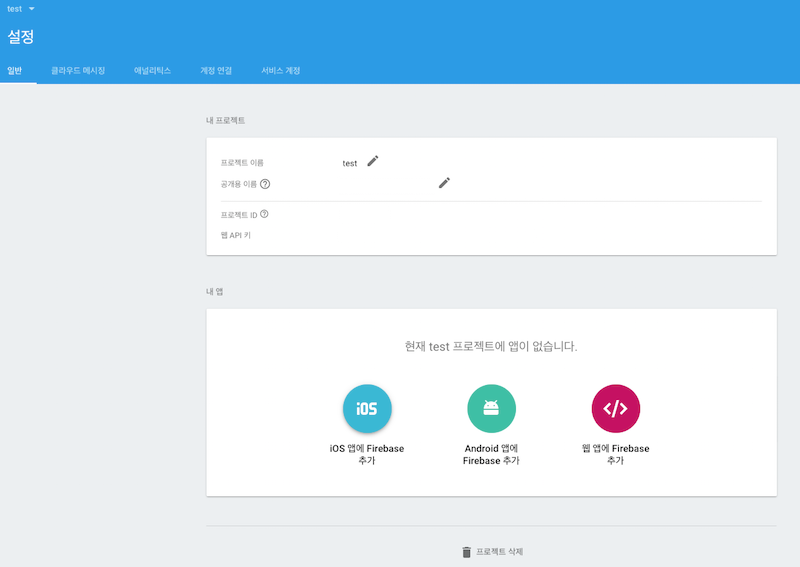 test
설정
일반 클라우드 메시징 애널리틱스 계정 연결 서비스 계정
내 프로젝트
프로젝트 이름 test
공개용 이름 ?
프로젝트 ID ?
웹 API 키
내 앱
현재 test 프로젝트에 앱이 없습니다.
iOS </>
iOS 앱에 Firebase
추가
Android 앱에
Firebase 추가
웹 앱에 Firebase
추가
프로젝트 삭제